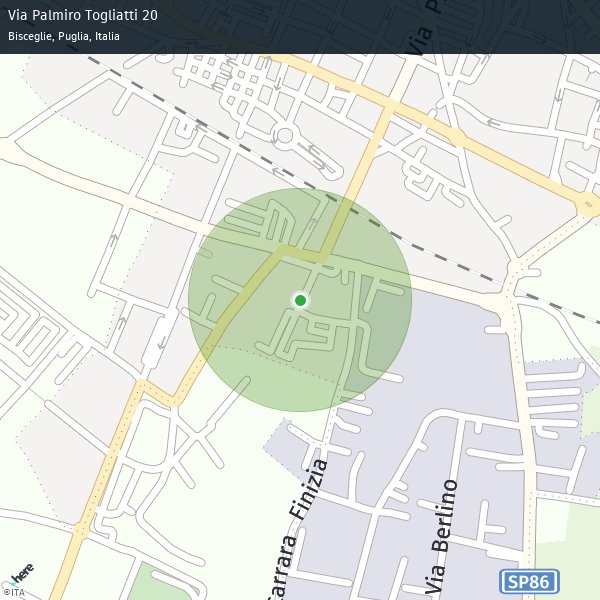 Via Palmiro Togliatti 20
Bisceglie, Puglia, Italia
Via P
Carrara Finizia
Via Berlino
SP86
here
©ITA